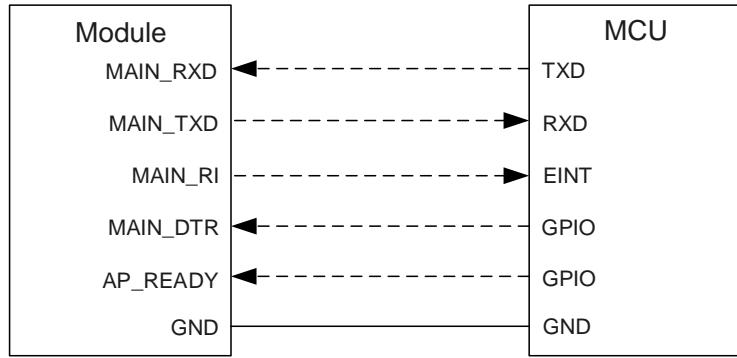 Module MCU
MAIN_RXD TXD
MAIN_TXD RXD
MAIN_RI EINT
MAIN_DTR GPIO
AP_READY GPIO
GND GND